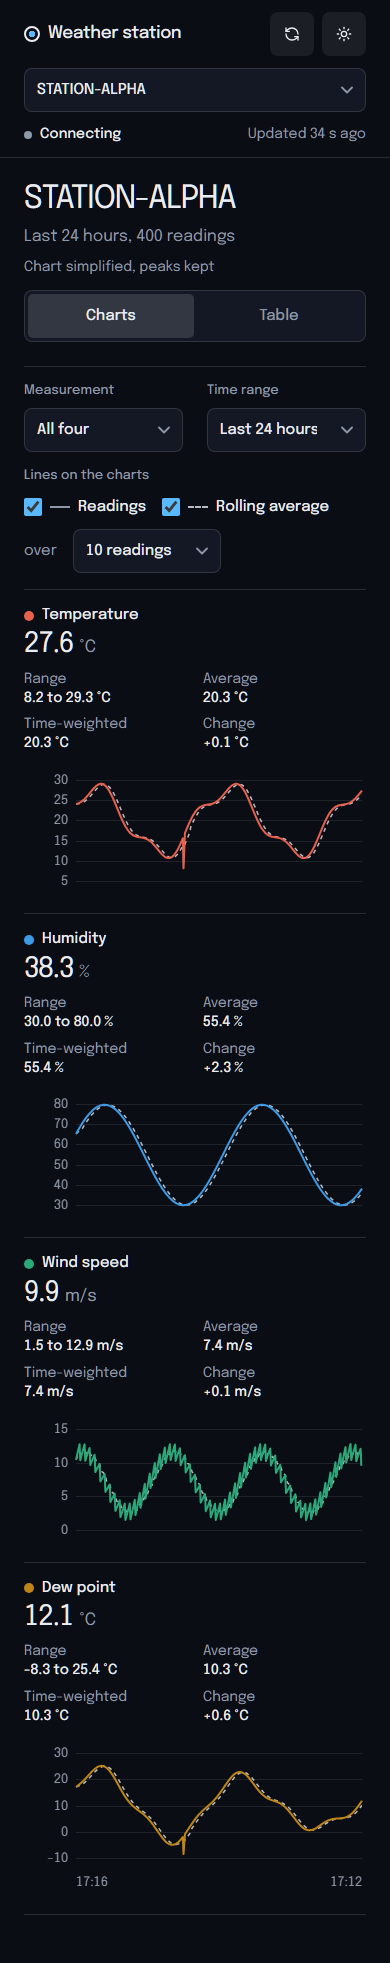 Weather station
STATION-ALPHA
Connecting Updated 34 s ago
STATION-ALPHA
Last 24 hours, 400 readings
Chart simplified, peaks kept
Charts Table
Measurement Time range
All four Last 24 hours
Lines on the charts
Readings Rolling average
over 10 readings
Temperature
27.6 °C
Range Average
8.2 to 29.3 °C 20.3 °C
Time-weighted Change
20.3 °C +0.1 °C
30
25
20
15
10
5
Humidity
38.3 %
Range Average
30.0 to 80.0 % 55.4 %
Time-weighted Change
55.4 % +2.3 %
80
70
60
50
40
30
Wind speed
9.9 m/s
Range Average
1.5 to 12.9 m/s 7.4 m/s
Time-weighted Change
7.4 m/s +0.1 m/s
15
10
5
0
Dew point
12.1 °C
Range Average
-8.3 to 25.4 °C 10.3 °C
Time-weighted Change
10.3 °C +0.6 °C
30
20
10
0
-10
17:16 17:12